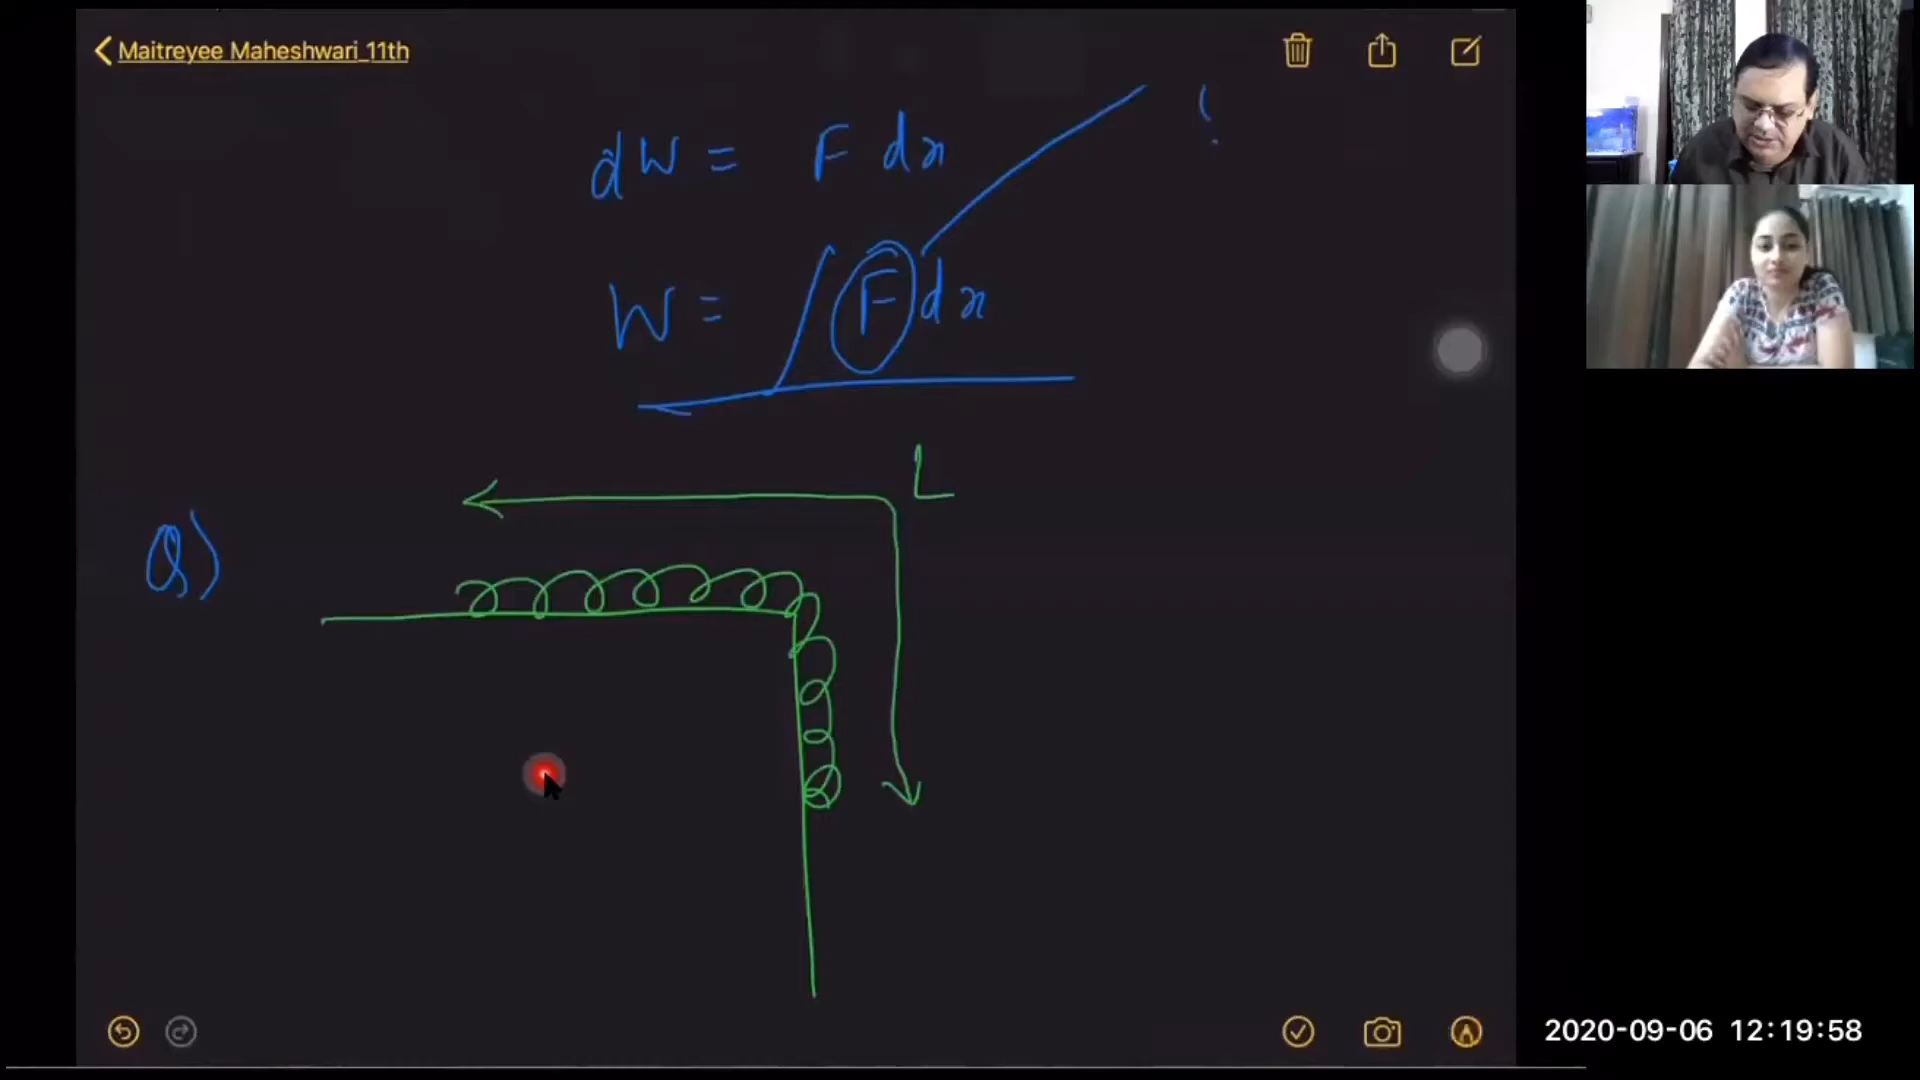 Maitreyee Maheshwari_11th
dW = F dx
W = ∫ F dx
L
Q)
2020-09-06 12:19:58